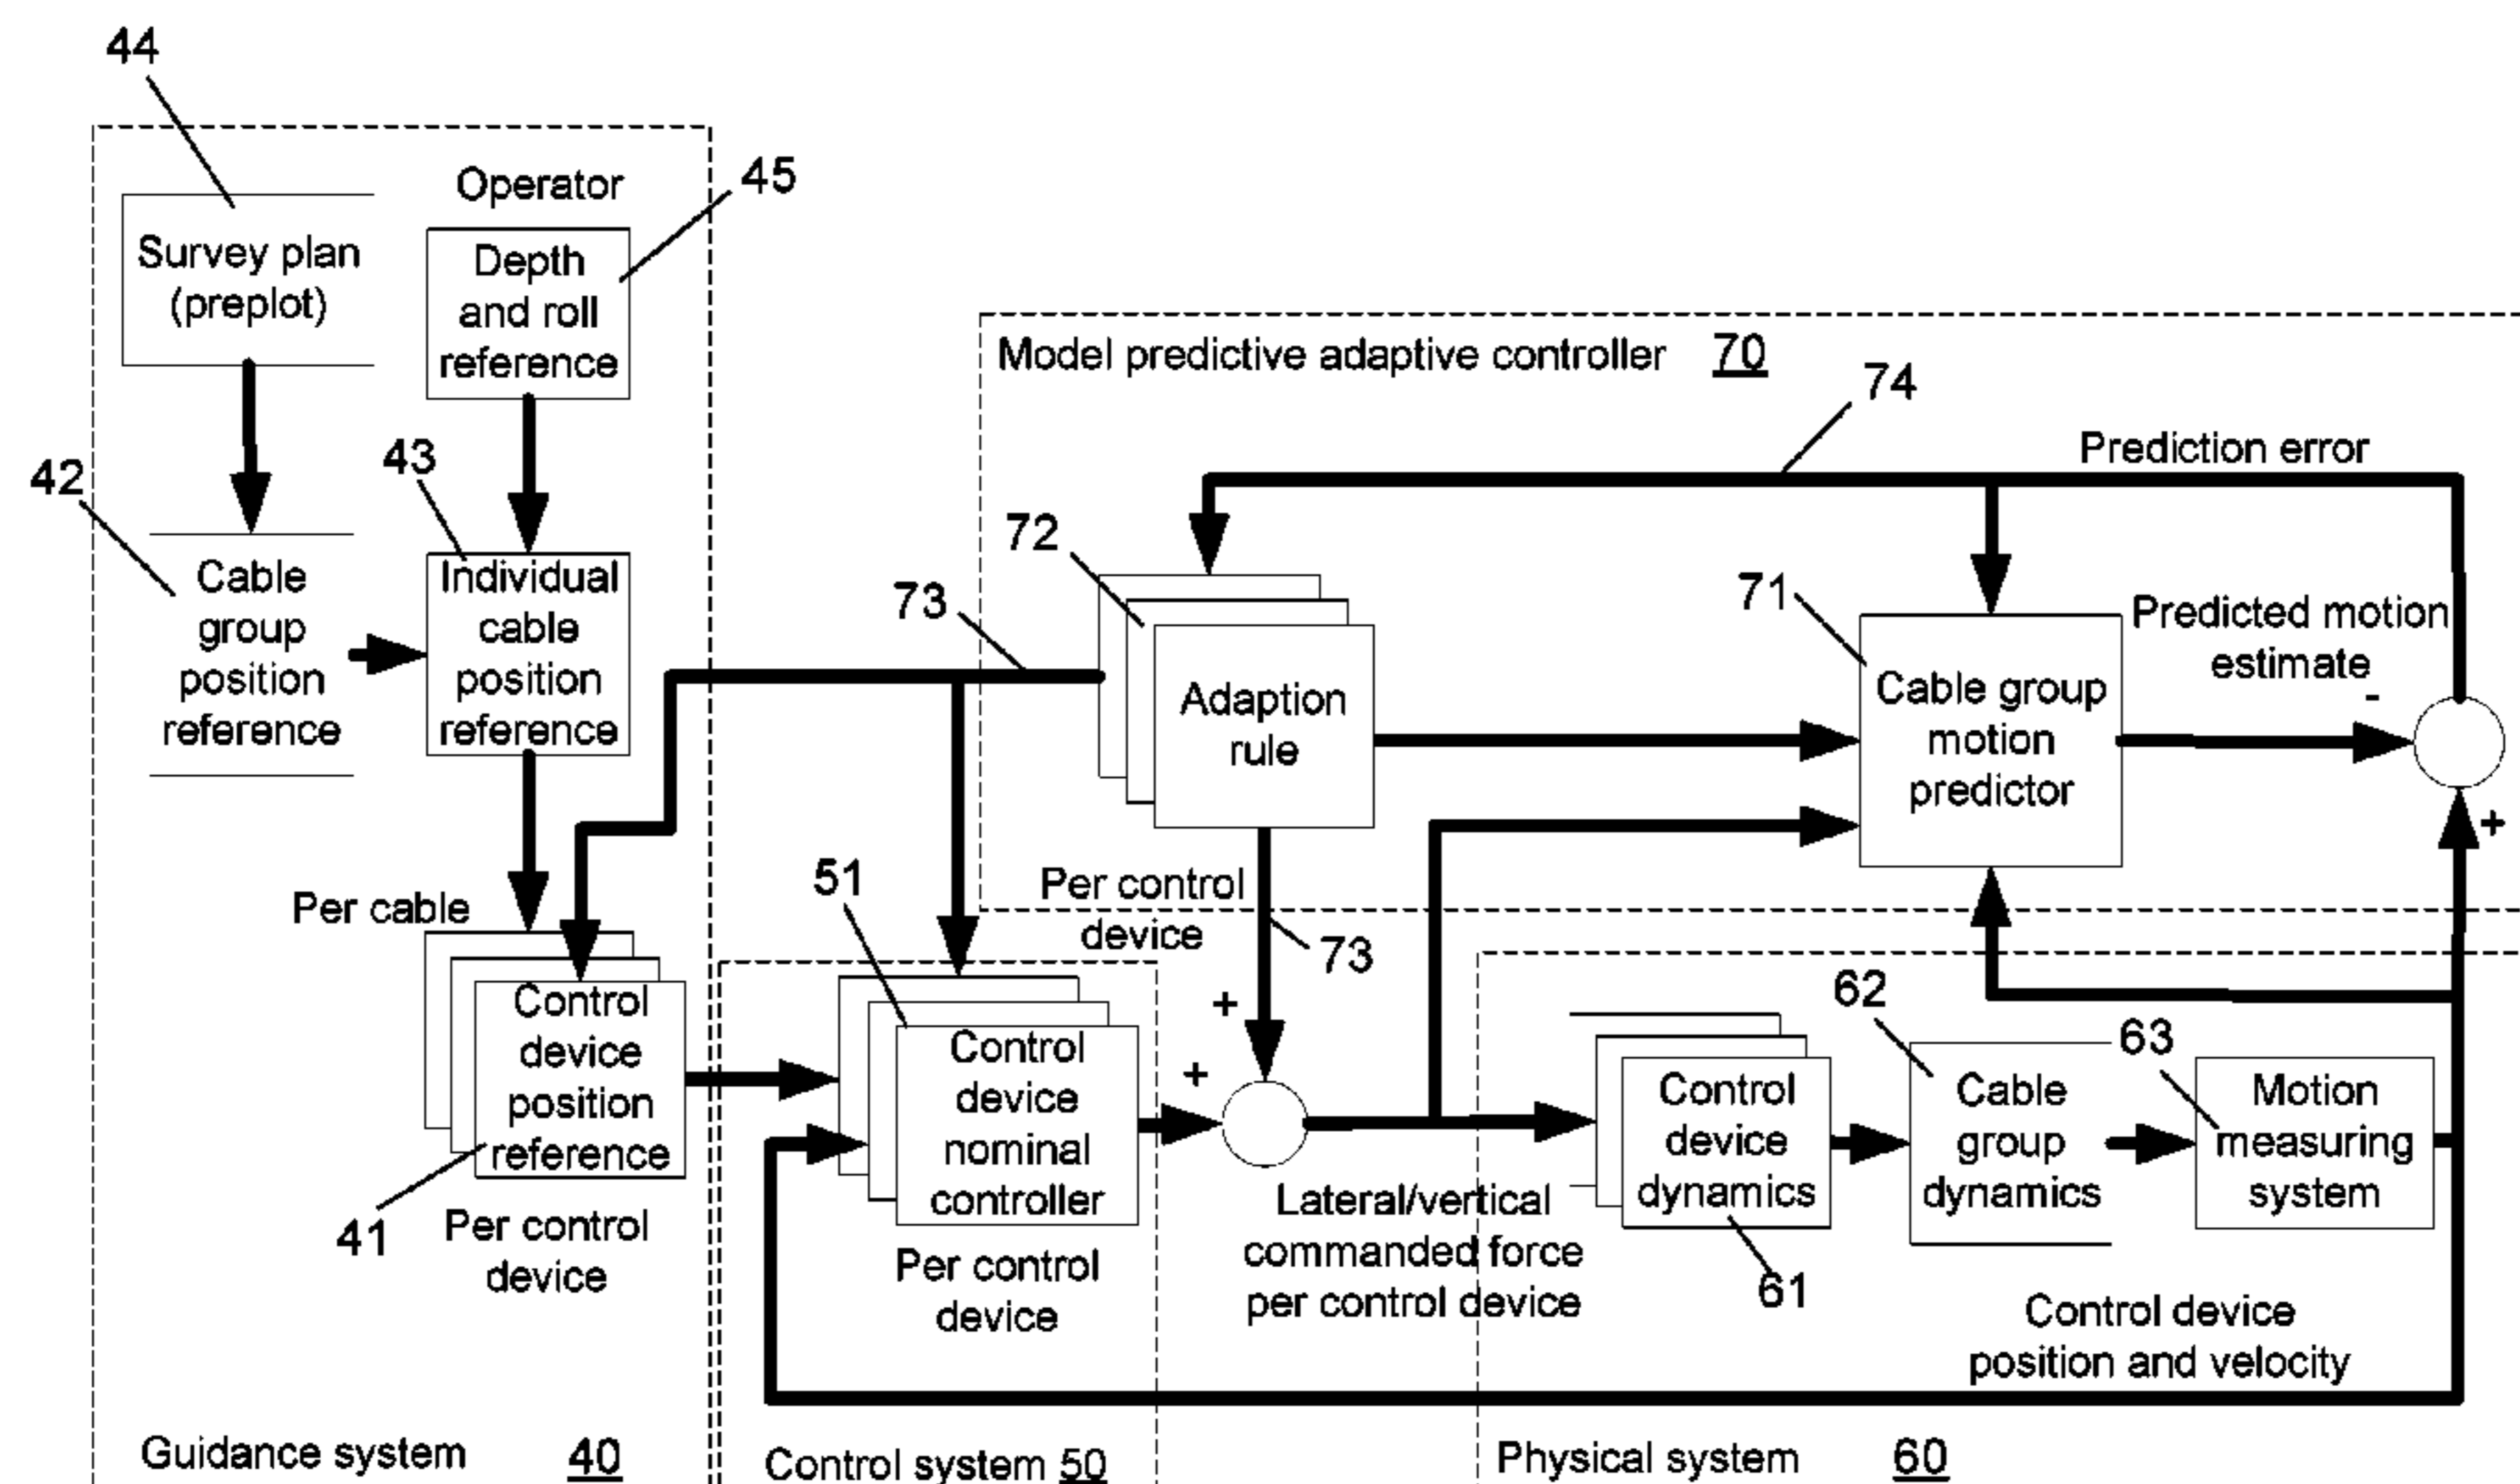 44
Operator
45
Survey plan
(preplot)
Depth
and roll
reference
Model predictive adaptive controller 70
74
Prediction error
42
43
Cable
group
position
reference
Individual
cable
position
reference
72
73
Adaption
rule
71
Cable group
motion
predictor
Predicted motion
estimate
-
+
Per cable
Per control
device
73
51
Control
device
position
reference
41
Per control
device
+
+
Control
device
nominal
controller
Per control
device
Lateral/vertical
commanded force
per control device
Control
device
dynamics
61
62
Cable
group
dynamics
63
Motion
measuring
system
Control device
position and velocity
Guidance system 40
Control system 50
Physical system 60